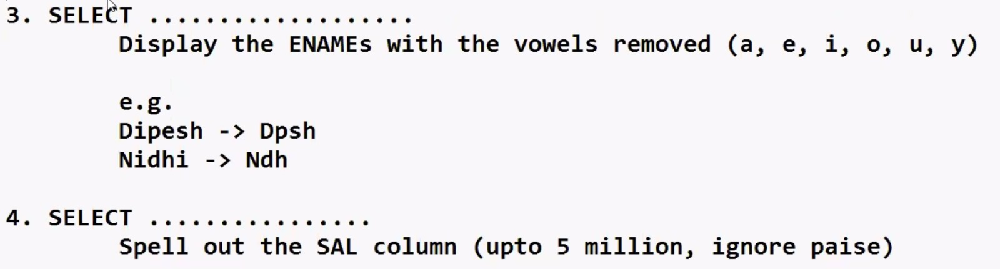 3. SELECT ...................
Display the ENAMEs with the vowels removed (a, e, i, o, u, y)
e.g.
Dipesh -> Dpsh
Nidhi -> Ndh
4. SELECT ................
Spell out the SAL column (upto 5 million, ignore paise)